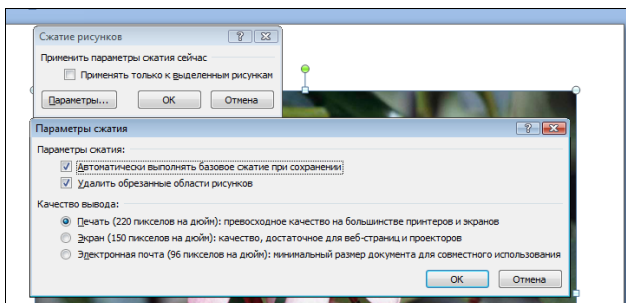 Сжатие рисунков
Применить параметры сжатия сейчас
Применять только к выделенным рисункам
Параметры... ОК Отмена
Параметры сжатия
Параметры сжатия:
Автоматически выполнять базовое сжатие при сохранении
Удалить обрезанные области рисунков
Качество вывода:
Печать (220 пикселов на дюйм): превосходное качество на большинстве принтеров и экранов
Экран (150 пикселов на дюйм): качество, достаточное для веб-страниц и проекторов
Электронная почта (96 пикселов на дюйм): минимальный размер документа для совместного использования
ОК Отмена